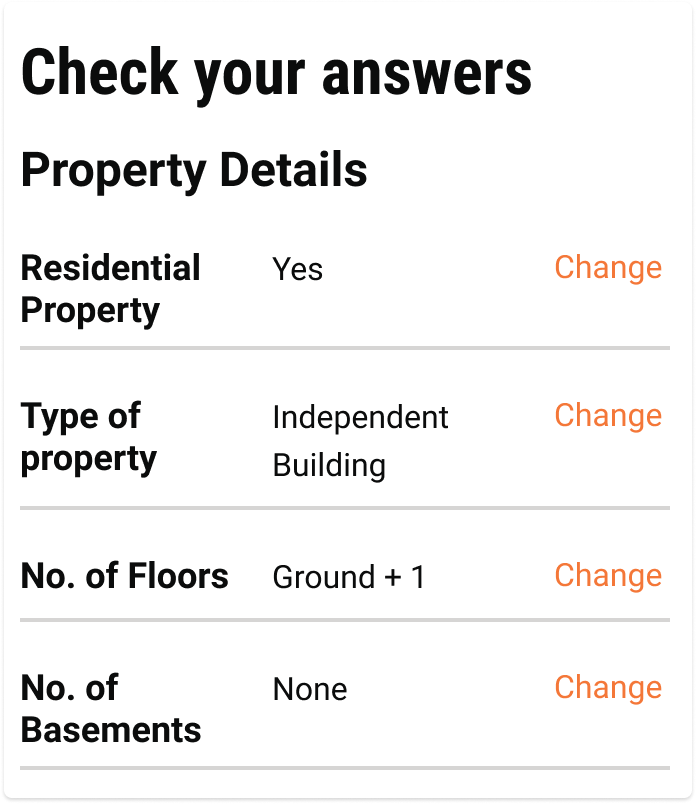 Check your answers
Property Details
Residential Yes Change
Property
Type of Independent Change
property Building
No. of Floors Ground + 1 Change
No. of None Change
Basements